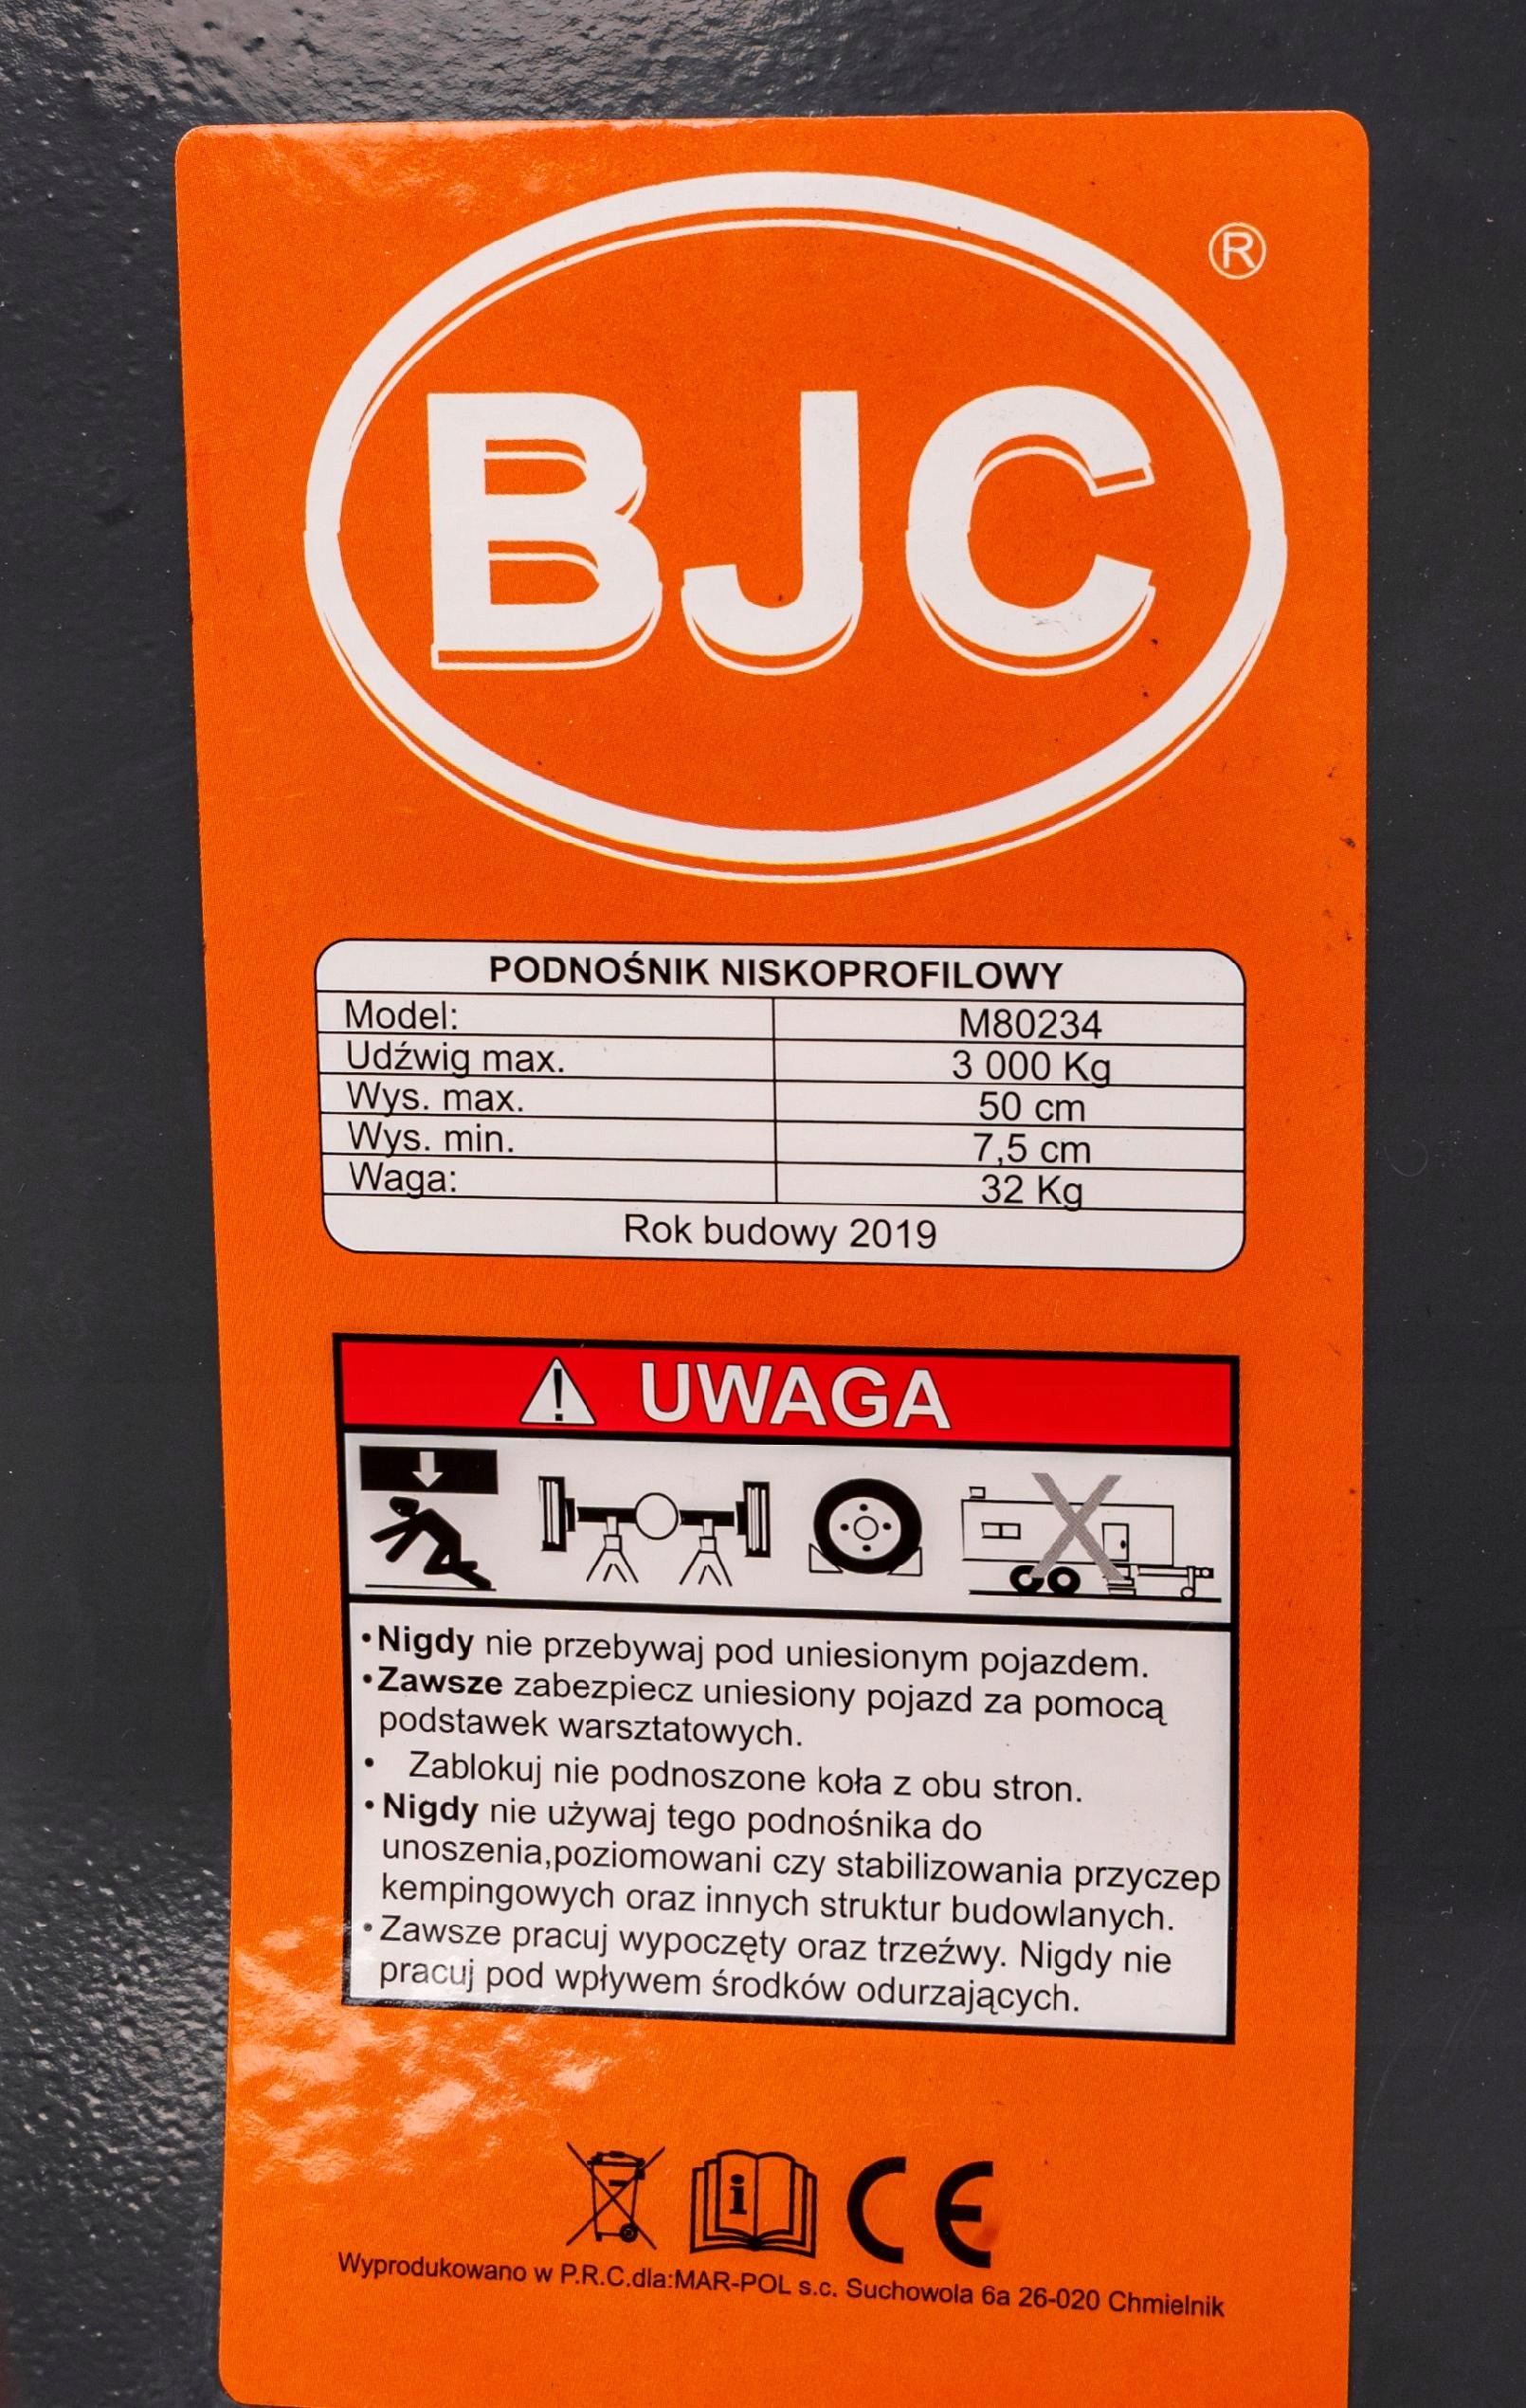 ®
BJC
PODNOŚNIK NISKOPROFILOWY
Model: M80234
Udźwig max. 3 000 Kg
Wys. max. 50 cm
Wys. min. 7,5 cm
Waga: 32 Kg
Rok budowy 2019
! UWAGA
•Nigdy nie przebywaj pod uniesionym pojazdem.
•Zawsze zabezpiecz uniesiony pojazd za pomocą
podstawek warsztatowych.
• Zablokuj nie podnoszone koła z obu stron.
•Nigdy nie używaj tego podnośnika do
unoszenia,poziomowani czy stabilizowania przyczep
kempingowych oraz innych struktur budowlanych.
•Zawsze pracuj wypoczęty oraz trzeźwy. Nigdy nie
pracuj pod wpływem środków odurzających.
i CE
Wyprodukowano w P.R.C.dla:MAR-POL s.c. Suchowola 6a 26-020 Chmielnik